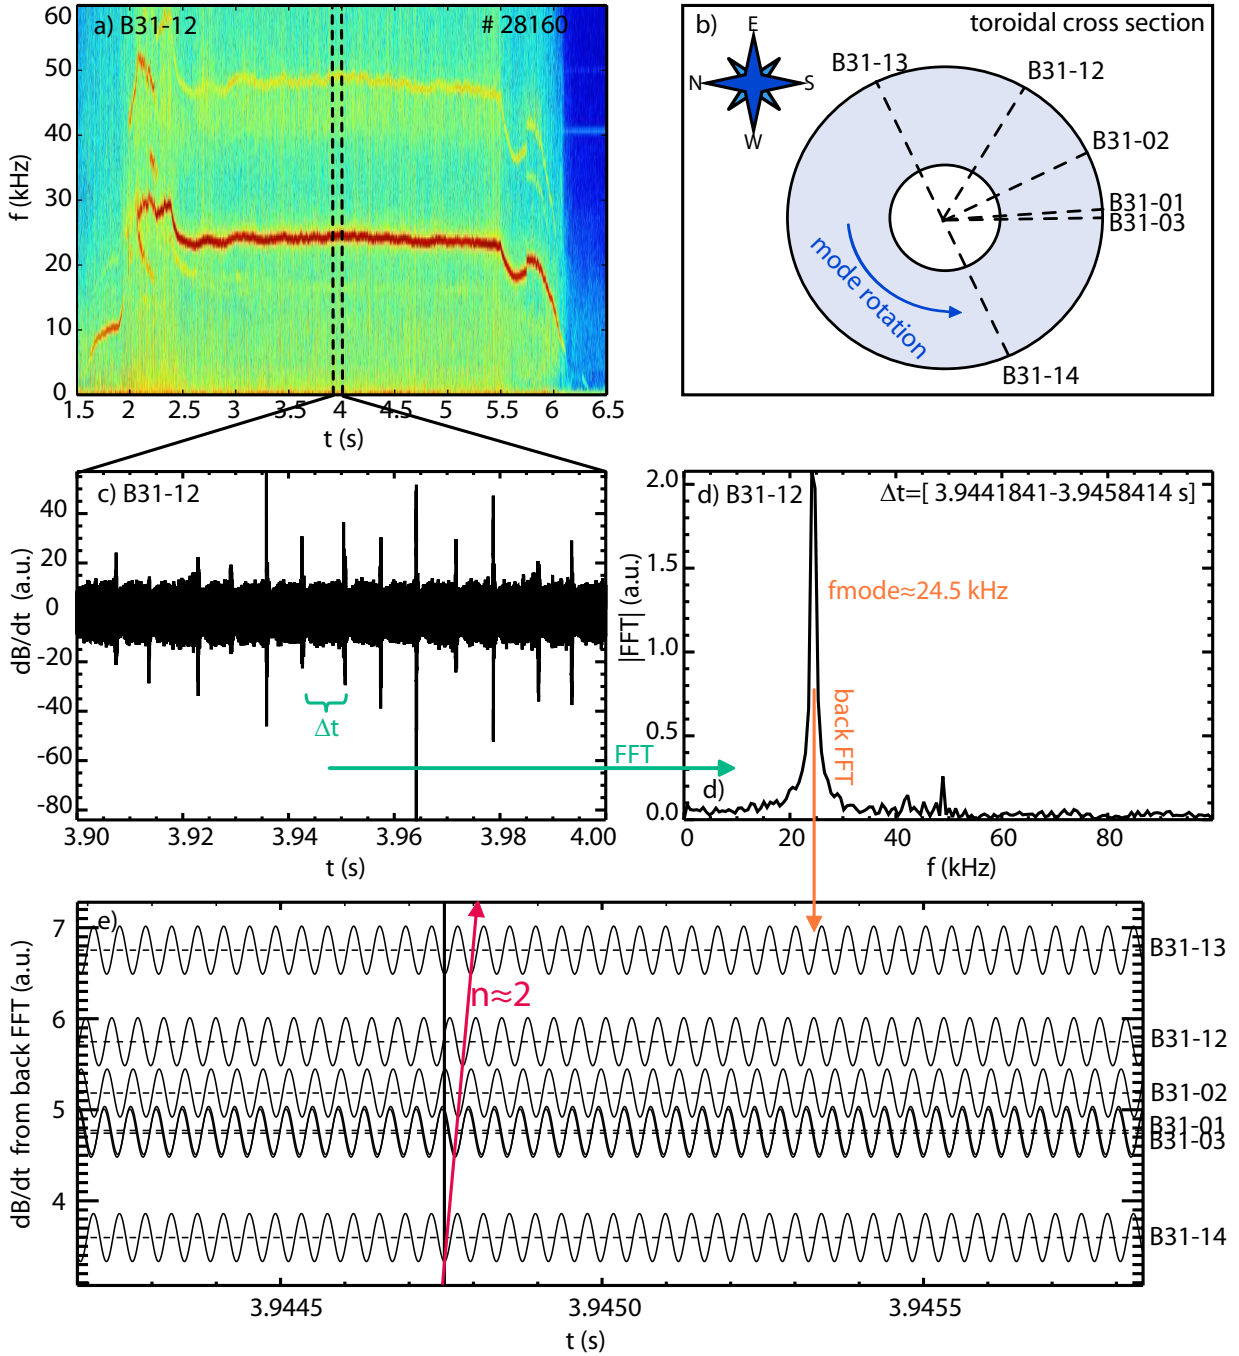 a) B31-12
# 28160
60
50
40
30
20
10
0
f (kHz)
1.5
2
2.5
3
3.5
4
4.5
5
5.5
6
6.5
t (s)
b)
toroidal cross section
E
N
S
W
B31-13
B31-12
B31-02
B31-01
B31-03
B31-14
mode rotation
c) B31-12
40
20
0
-20
-40
-60
-80
dB/dt (a.u.)
Δt
FFT
3.90
3.92
3.94
3.96
3.98
4.00
t (s)
d) B31-12
Δt=[ 3.9441841-3.9458414 s]
2.0
1.5
1.0
0.5
0.0
|FFT| (a.u.)
fmode≈24.5 kHz
back FFT
d)
0
20
40
60
80
f (kHz)
e)
7
6
5
4
dB/dt from back FFT (a.u.)
n≈2
B31-13
B31-12
B31-02
B31-01
B31-03
B31-14
3.9445
3.9450
3.9455
t (s)